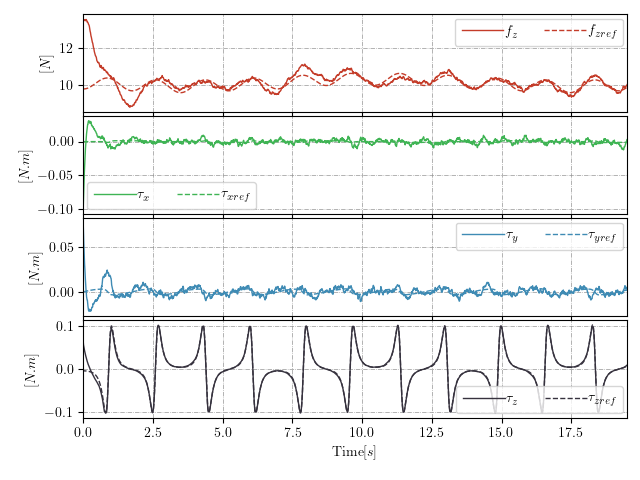 [N]
12
10
f_z f_zref
[N.m]
0.00
−0.05
−0.10
τ_x τ_xref
[N.m]
0.05
0.00
τ_y τ_yref
[N.m]
0.1
0.0
−0.1
τ_z τ_zref
0.0 2.5 5.0 7.5 10.0 12.5 15.0 17.5
Time[s]